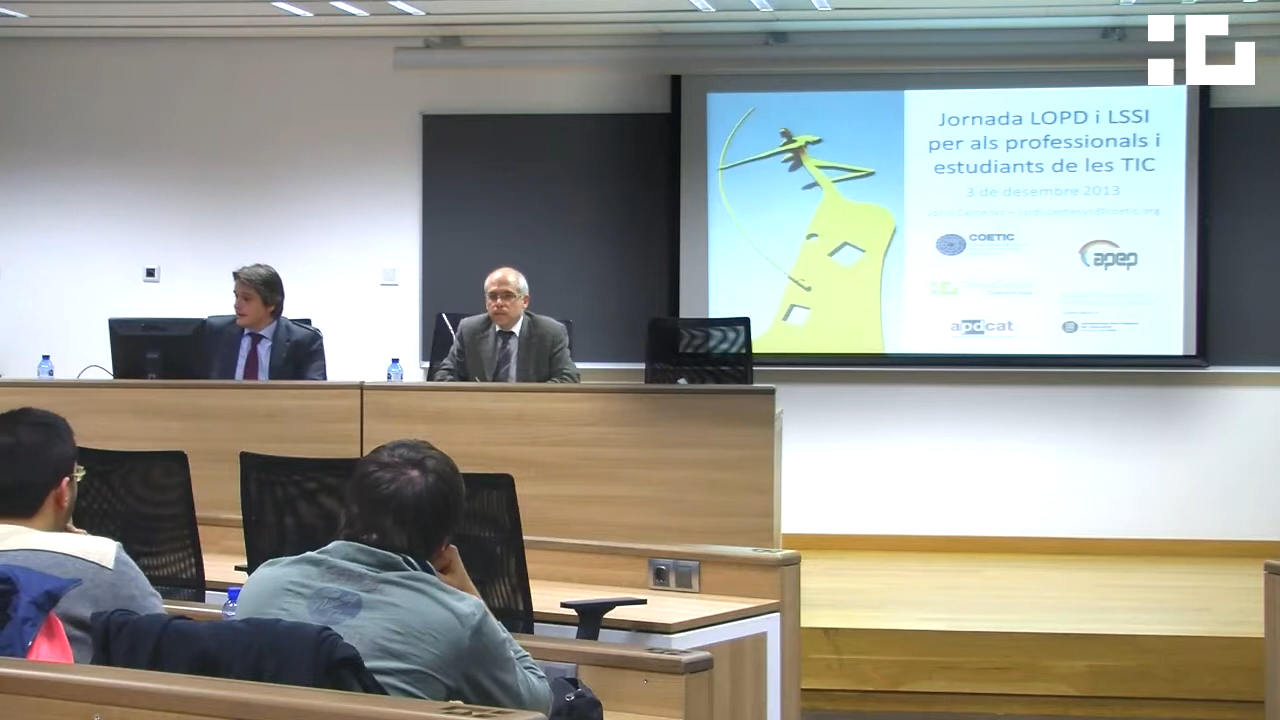 Jornada LOPD i LSSI
per als professionals i
estudiants de les TIC
3 de desembre 2013
COETIC
apep
apdcat